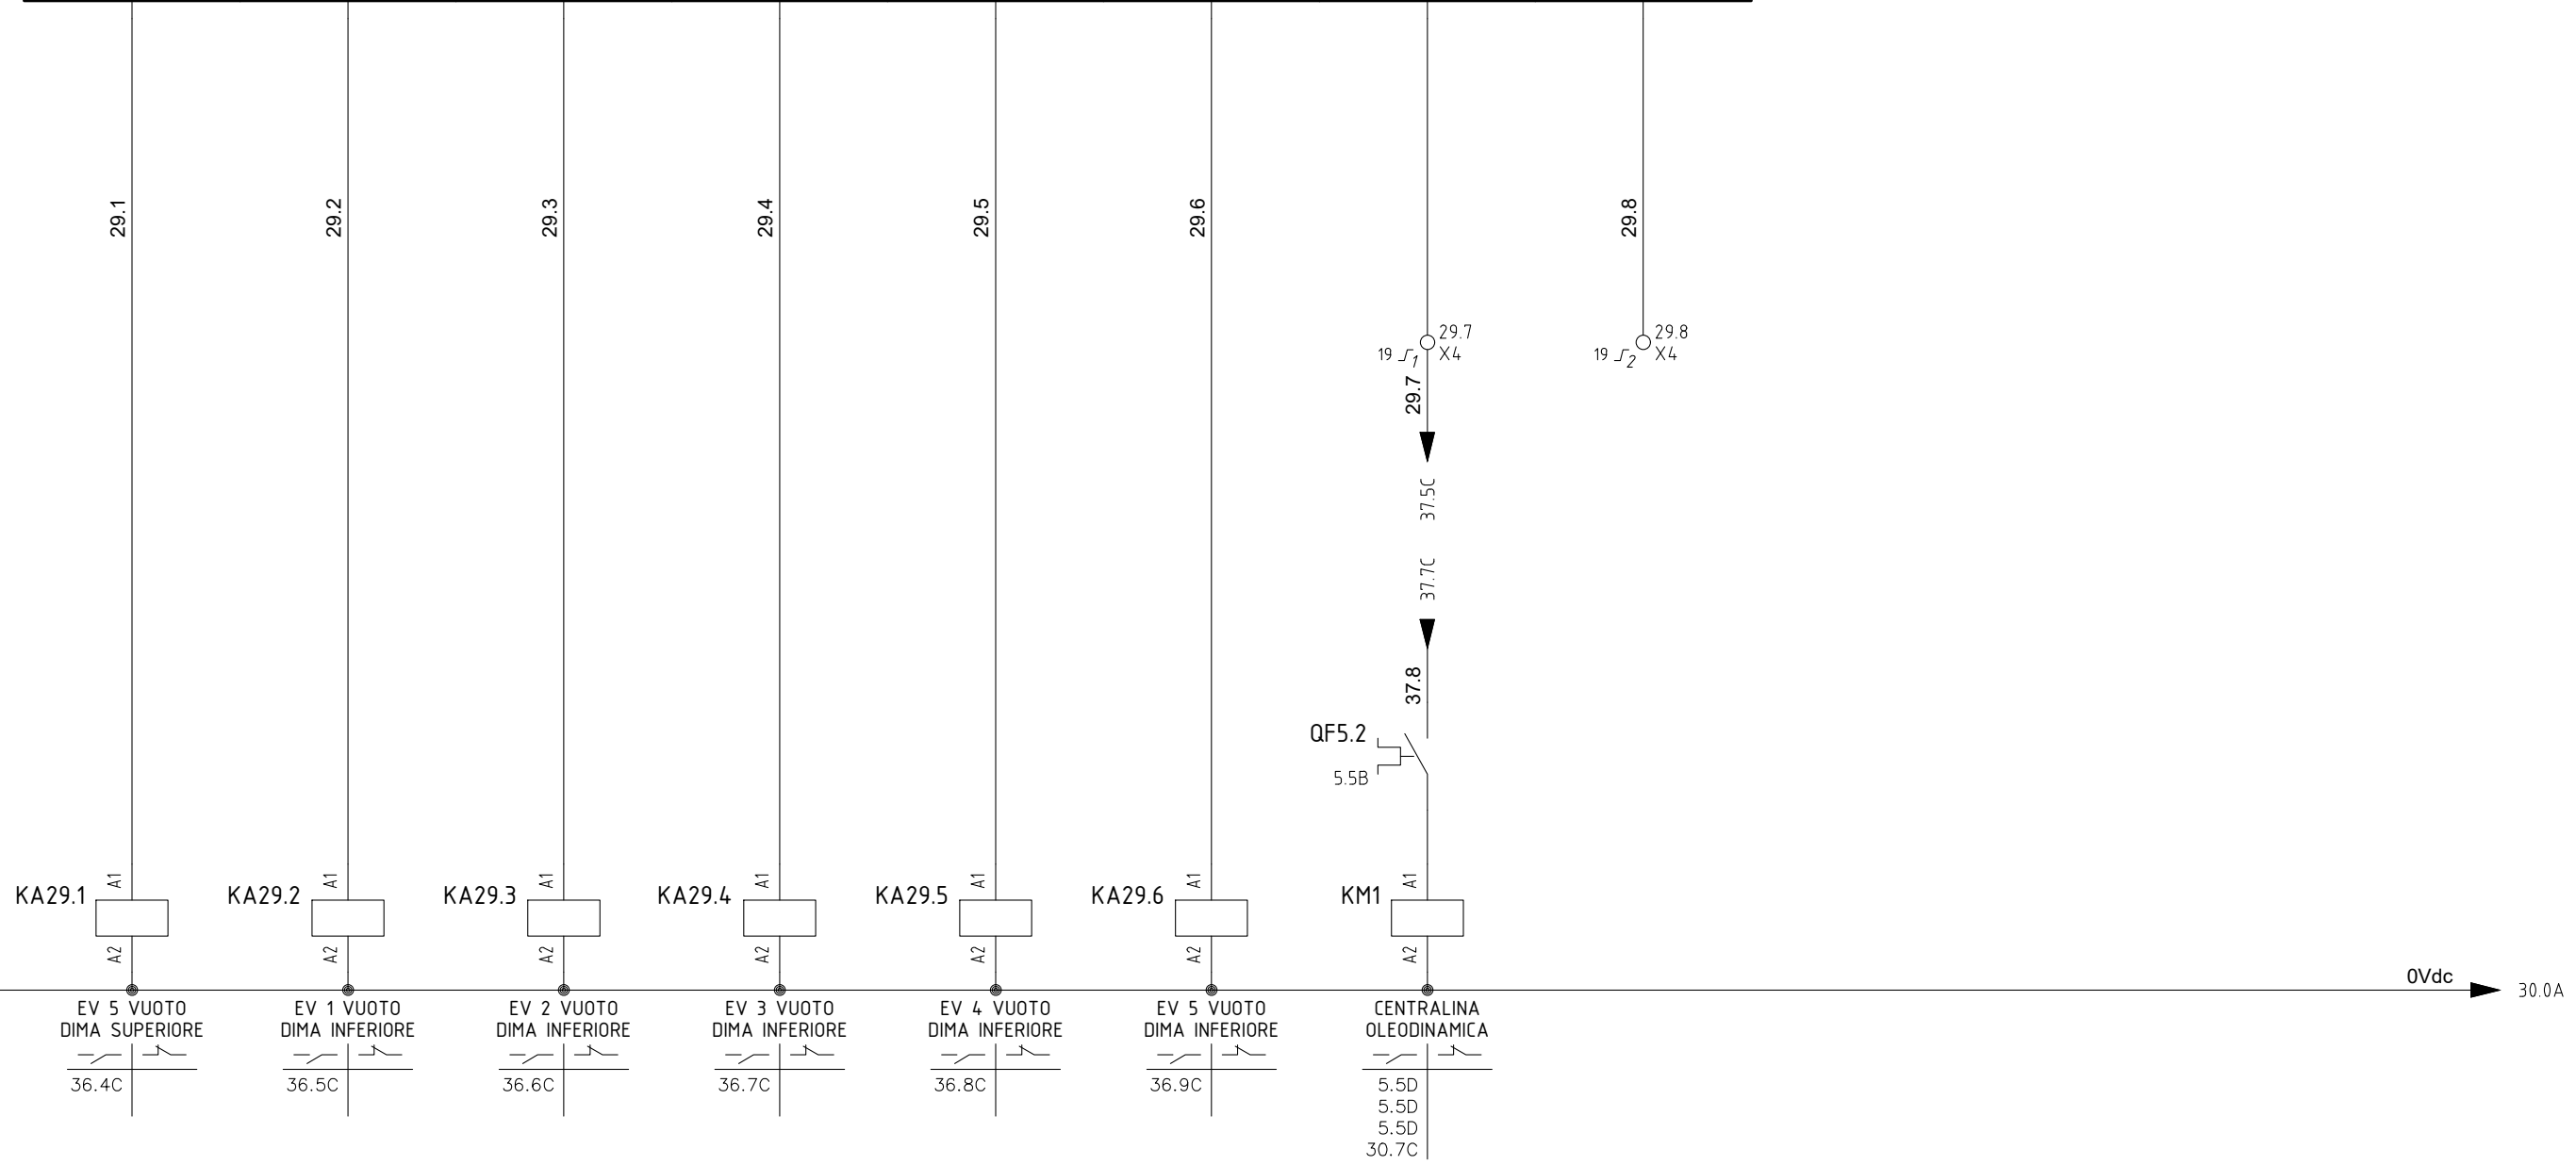 29.1
29.2
29.3
29.4
29.5
29.6
29.8
29.7
X4
19
1
29.7
29.8
X4
19
2
37.5C
37.7C
37.8
QF5.2
5.5B
KA29.1
A1
A2
KA29.2
A1
A2
KA29.3
A1
A2
KA29.4
A1
A2
KA29.5
A1
A2
KA29.6
A1
A2
KM1
A1
A2
0Vdc
30.0A
EV 5 VUOTO
DIMA SUPERIORE
36.4C
EV 1 VUOTO
DIMA INFERIORE
36.5C
EV 2 VUOTO
DIMA INFERIORE
36.6C
EV 3 VUOTO
DIMA INFERIORE
36.7C
EV 4 VUOTO
DIMA INFERIORE
36.8C
EV 5 VUOTO
DIMA INFERIORE
36.9C
CENTRALINA
OLEODINAMICA
5.5D
5.5D
5.5D
30.7C